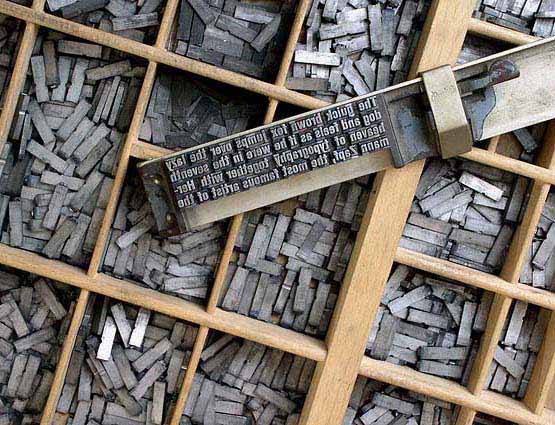 The quick brown fox jumps over the lazy
dog and feels as if he were in the seventh
heaven of typography together with Her-
mann Zapf, the most famous artist of the